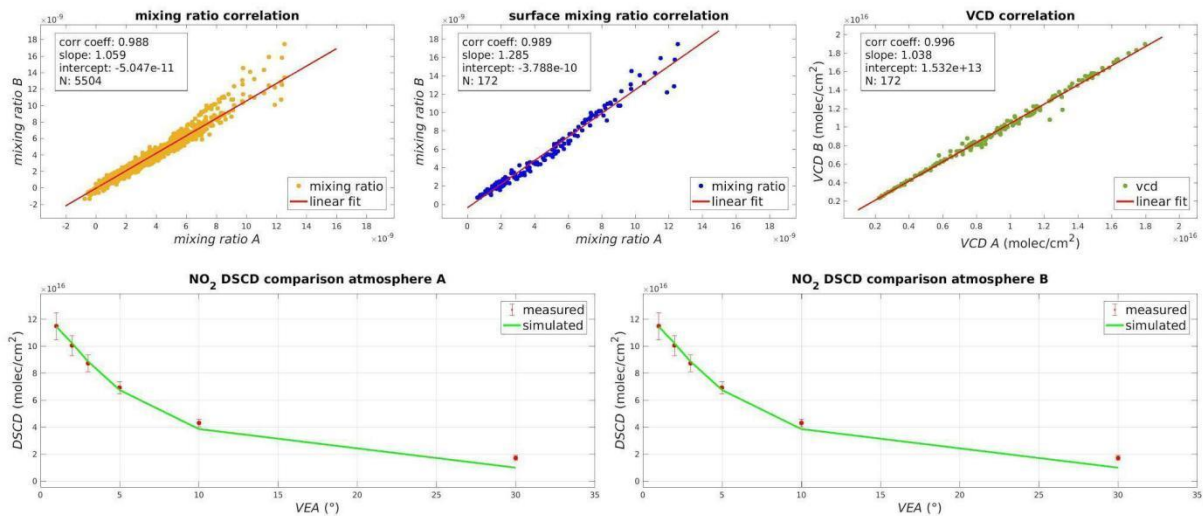 mixing ratio correlation
×10⁻⁹
corr coeff: 0.988
slope: 1.059
intercept: -5.047e-11
N: 5504
18
16
14
12
10
8
6
4
2
0
-2
mixing ratio B
mixing ratio
linear fit
-2 0 2 4 6 8 10 12 14 16 18
mixing ratio A
×10⁻⁹
surface mixing ratio correlation
×10⁻⁹
corr coeff: 0.989
slope: 1.285
intercept: -3.788e-10
N: 172
18
16
14
12
10
8
6
4
2
0
-2
mixing ratio B
mixing ratio
linear fit
0 2 4 6 8 10 12 14 16 18
mixing ratio A
×10⁻⁹
VCD correlation
×10¹⁶
corr coeff: 0.996
slope: 1.038
intercept: 1.532e+13
N: 172
2
1.8
1.6
1.4
1.2
1
0.8
0.6
0.4
0.2
VCD B (molec/cm²)
vcd
linear fit
0.2 0.4 0.6 0.8 1 1.2 1.4 1.6 1.8 2
VCD A (molec/cm²)
×10¹⁶
NO₂ DSCD comparison atmosphere A
×10¹⁶
measured
simulated
12
10
8
6
4
2
0
DSCD (molec/cm²)
0 5 10 15 20 25 30 35
VEA (°)
NO₂ DSCD comparison atmosphere B
×10¹⁶
measured
simulated
12
10
8
6
4
2
0
DSCD (molec/cm²)
0 5 10 15 20 25 30 35
VEA (°)